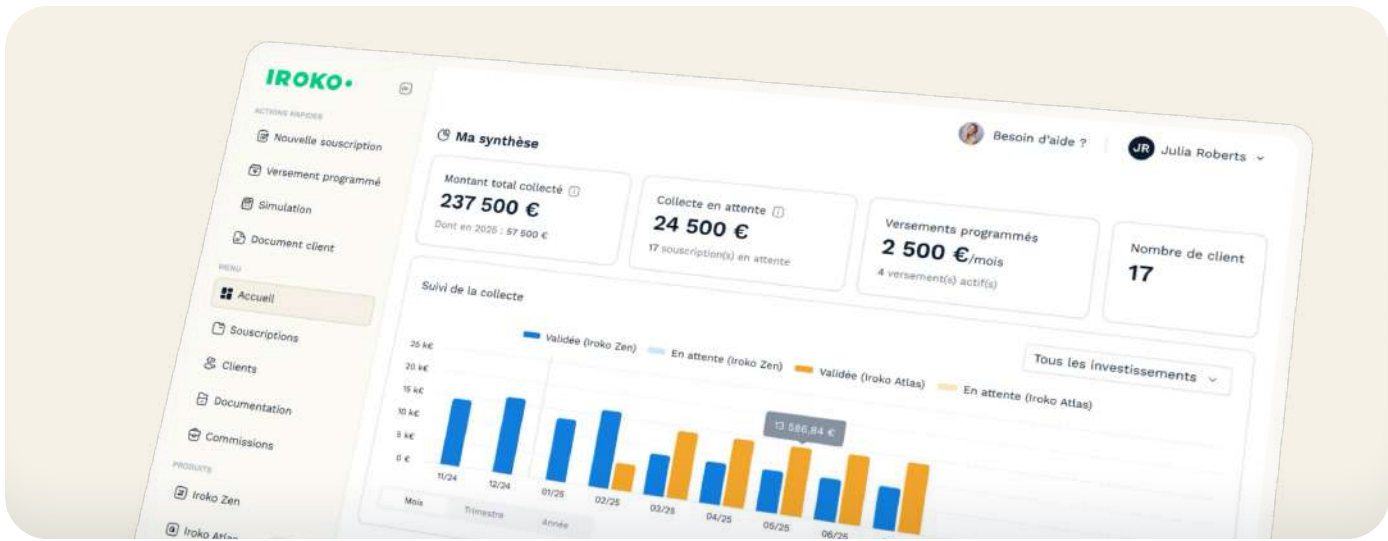 IROKO
ACTIONS RAPIDES
Nouvelle souscription
Versement programmé
Simulation
Document client
MENU
Accueil
Souscriptions
Clients
Documentation
Commissions
PRODUITS
Iroko Zen
Iroko Atlas
Besoin d'aide ?
JR Julia Roberts
Ma synthèse
Montant total collecté
237 500 €
Dont en 2025 : 57 500 €
Collecte en attente
24 500 €
17 souscription(s) en attente
Versements programmés
2 500 €/mois
4 versement(s) actif(s)
Nombre de client
17
Suivi de la collecte
Tous les investissements
Validée (Iroko Zen) En attente (Iroko Zen) Validée (Iroko Atlas) En attente (Iroko Atlas)
25 k€
20 k€
15 k€
10 k€
5 k€
0 €
13 586,84 €
11/24 12/24 01/25 02/25 03/25 04/25 05/25 06/25
Mois Trimestre Année